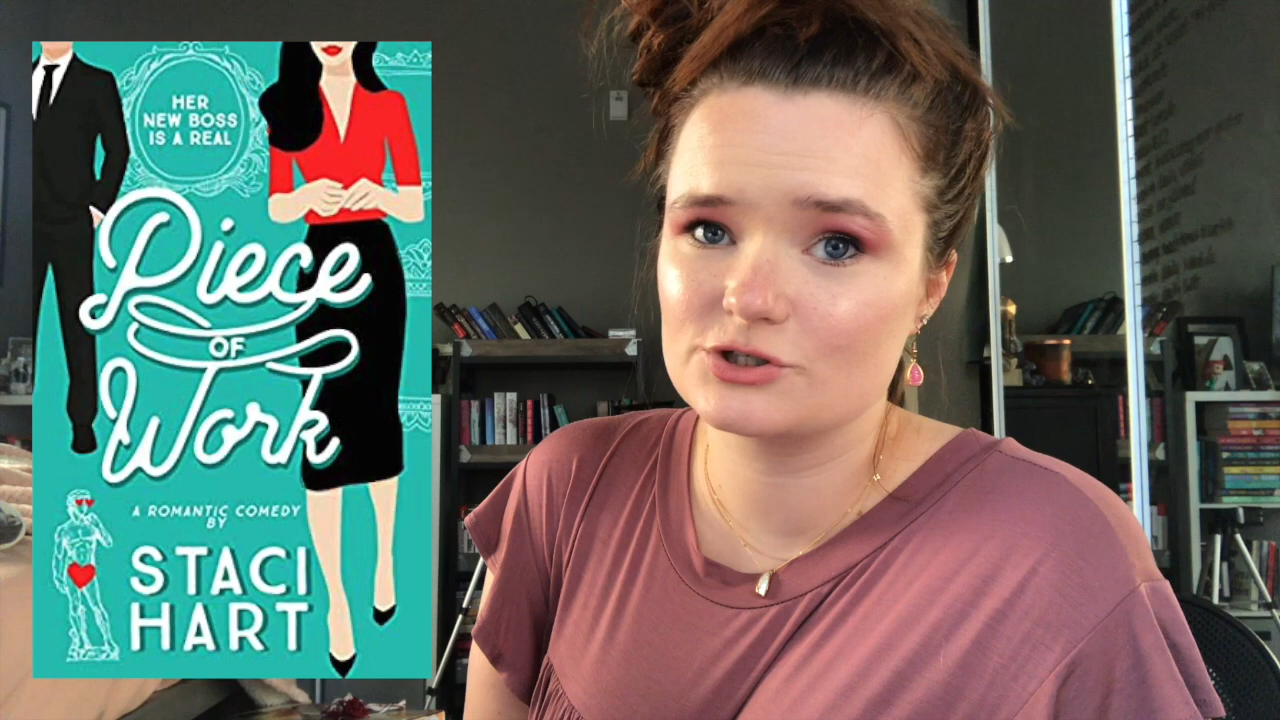 HER
NEW BOSS
IS A REAL
Piece
OF
Work
A ROMANTIC COMEDY
BY
STACI
HART